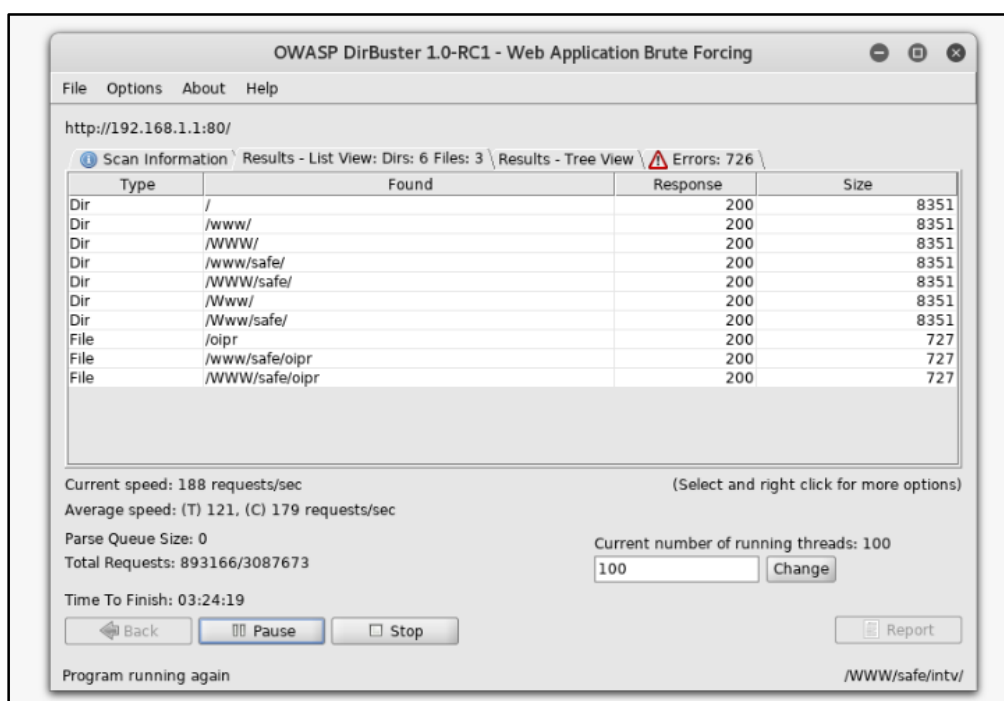 OWASP DirBuster 1.0-RC1 - Web Application Brute Forcing
File Options About Help
http://192.168.1.1:80/
Scan Information Results - List View: Dirs: 6 Files: 3 Results - Tree View Errors: 726
Type Found Response Size
Dir / 200 8351
Dir /www/ 200 8351
Dir /WWW/ 200 8351
Dir /www/safe/ 200 8351
Dir /WWW/safe/ 200 8351
Dir /Www/ 200 8351
Dir /Www/safe/ 200 8351
File /oipr 200 727
File /www/safe/oipr 200 727
File /WWW/safe/oipr 200 727
Current speed: 188 requests/sec (Select and right click for more options)
Average speed: (T) 121, (C) 179 requests/sec
Parse Queue Size: 0 Current number of running threads: 100
Total Requests: 893166/3087673 100 Change
Time To Finish: 03:24:19
Back Pause Stop Report
Program running again /WWW/safe/intv/